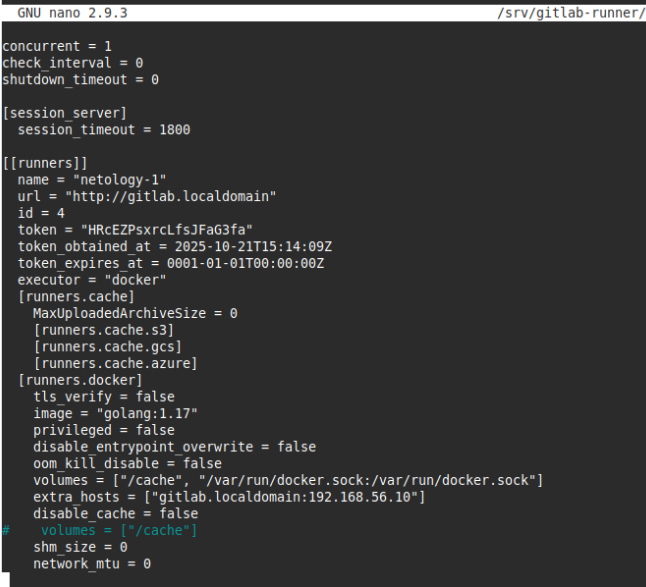 GNU nano 2.9.3 /srv/gitlab-runner/
concurrent = 1
check_interval = 0
shutdown_timeout = 0
[session_server]
session_timeout = 1800
[[runners]]
name = "netology-1"
url = "http://gitlab.localdomain"
id = 4
token = "HRcEZPsxrcLfsJFaG3fa"
token_obtained_at = 2025-10-21T15:14:09Z
token_expires_at = 0001-01-01T00:00:00Z
executor = "docker"
[runners.cache]
MaxUploadedArchiveSize = 0
[runners.cache.s3]
[runners.cache.gcs]
[runners.cache.azure]
[runners.docker]
tls_verify = false
image = "golang:1.17"
privileged = false
disable_entrypoint_overwrite = false
oom_kill_disable = false
volumes = ["/cache", "/var/run/docker.sock:/var/run/docker.sock"]
extra_hosts = ["gitlab.localdomain:192.168.56.10"]
disable_cache = false
# volumes = ["/cache"]
shm_size = 0
network_mtu = 0